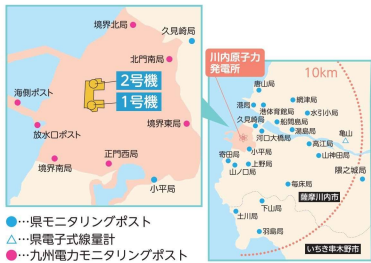 境界北局
久見崎局
北門南局
2号機
1号機
海側ポスト
放水口ポスト
境界東局
境界南局
正門西局
小平局
川内原子力
発電所
10km
唐山局
網津局
港局
港体育館局
水引小局
久見崎局
船間島局
亀山
湯島局
河口大橋局
高江局
小平局
山神田局
寄田局
上野局
隈之城局
山ノ口局
毎床局
薩摩川内市
下山局
土川局
羽島局
いちき串木野市
●…県モニタリングポスト
△…県電子式線量計
●…九州電力モニタリングポスト